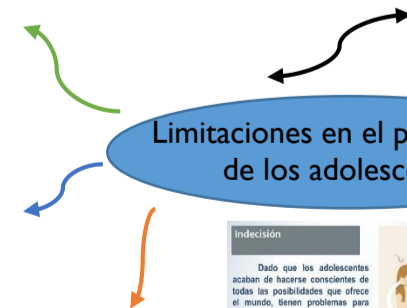 Limitaciones en el
de los
Indecisión
Dado que los adolescentes
acaban de hacerse conscientes de
todas las posibilidades que ofrece
el mundo, tienen problemas para